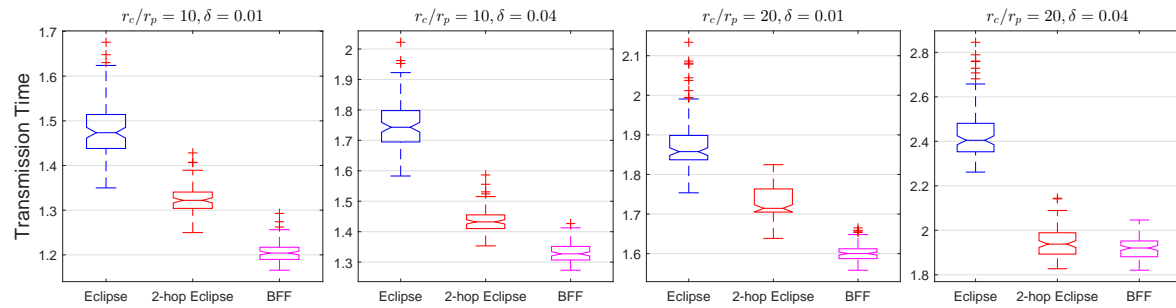 r_c/r_p = 10, δ = 0.01
r_c/r_p = 10, δ = 0.04
r_c/r_p = 20, δ = 0.01
r_c/r_p = 20, δ = 0.04
Transmission Time
1.7
1.6
1.5
1.4
1.3
1.2
Eclipse 2-hop Eclipse BFF
2
1.9
1.8
1.7
1.6
1.5
1.4
1.3
Eclipse 2-hop Eclipse BFF
2.1
2
1.9
1.8
1.7
1.6
Eclipse 2-hop Eclipse BFF
2.8
2.6
2.4
2.2
2
1.8
Eclipse 2-hop Eclipse BFF